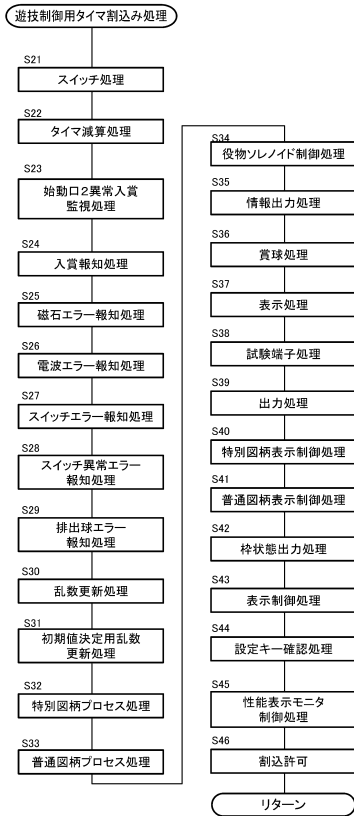 遊技制御用タイマ割込み処理
S21
スイッチ処理
S22
タイマ減算処理
S23
始動口2異常入賞
監視処理
S24
入賞報知処理
S25
磁石エラー報知処理
S26
電波エラー報知処理
S27
スイッチエラー報知処理
S28
スイッチ異常エラー
報知処理
S29
排出球エラー
報知処理
S30
乱数更新処理
S31
初期値決定用乱数
更新処理
S32
特別図柄プロセス処理
S33
普通図柄プロセス処理
S34
役物ソレノイド制御処理
S35
情報出力処理
S36
賞球処理
S37
表示処理
S38
試験端子処理
S39
出力処理
S40
特別図柄表示制御処理
S41
普通図柄表示制御処理
S42
枠状態出力処理
S43
表示制御処理
S44
設定キー確認処理
S45
性能表示モニタ
制御処理
S46
割込許可
リターン